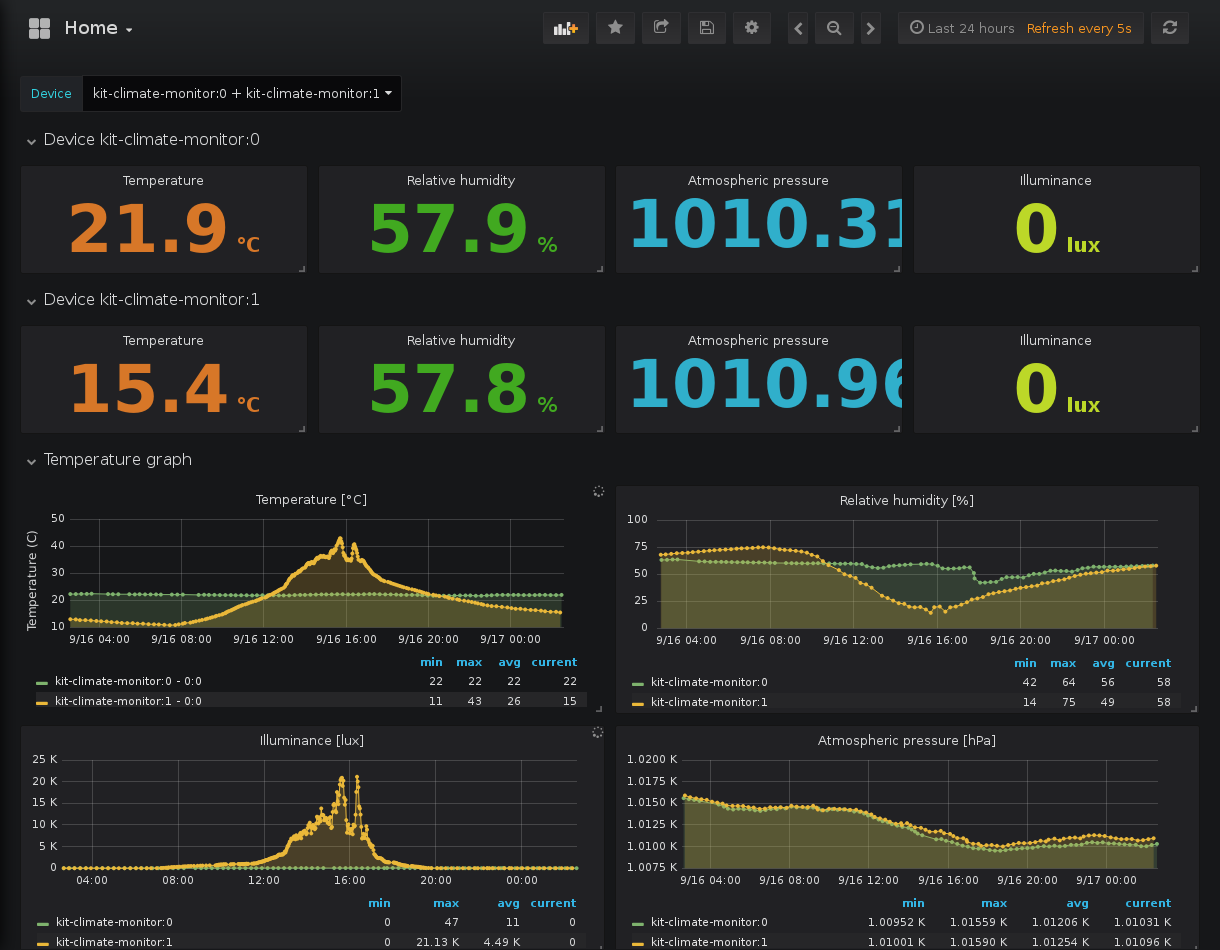 Home
Last 24 hours Refresh every 5s
Device kit-climate-monitor:0 + kit-climate-monitor:1
Device kit-climate-monitor:0
Temperature Relative humidity Atmospheric pressure Illuminance
21.9 °C 57.9 % 1010.31 0 lux
Device kit-climate-monitor:1
Temperature Relative humidity Atmospheric pressure Illuminance
15.4 °C 57.8 % 1010.96 0 lux
Temperature graph
Temperature [°C]
Temperature (C)
50
40
30
20
10
9/16 04:00 9/16 08:00 9/16 12:00 9/16 16:00 9/16 20:00 9/17 00:00
min max avg current
kit-climate-monitor:0 - 0:0 22 22 22 22
kit-climate-monitor:1 - 0:0 11 43 26 15
Relative humidity [%]
100
75
50
25
0
9/16 04:00 9/16 08:00 9/16 12:00 9/16 16:00 9/16 20:00 9/17 00:00
min max avg current
kit-climate-monitor:0 42 64 56 58
kit-climate-monitor:1 14 75 49 58
Illuminance [lux]
25 K
20 K
15 K
10 K
5 K
0
04:00 08:00 12:00 16:00 20:00 00:00
min max avg current
kit-climate-monitor:0 0 47 11 0
kit-climate-monitor:1 0 21.13 K 4.49 K 0
Atmospheric pressure [hPa]
1.0200 K
1.0175 K
1.0150 K
1.0125 K
1.0100 K
1.0075 K
9/16 04:00 9/16 08:00 9/16 12:00 9/16 16:00 9/16 20:00 9/17 00:00
min max avg current
kit-climate-monitor:0 1.00952 K 1.01559 K 1.01206 K 1.01031 K
kit-climate-monitor:1 1.01001 K 1.01590 K 1.01254 K 1.01096 K